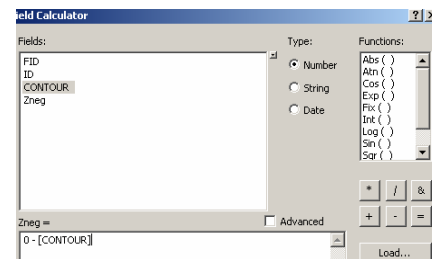 ield Calculator
Fields:
Type:
Functions:
FID
ID
CONTOUR
Zneg
Number
String
Date
Abs ( )
Atn ( )
Cos ( )
Exp ( )
Fix ( )
Int ( )
Log ( )
Sin ( )
Sqr ( )
* / &
+ - =
Zneg =
Advanced
0 - [CONTOUR]
Load...